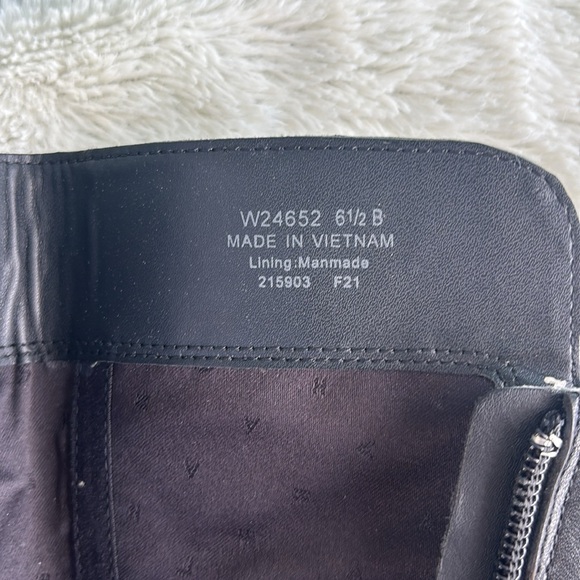 W24652 6½ B
MADE IN VIETNAM
Lining:Manmade
215903 F21